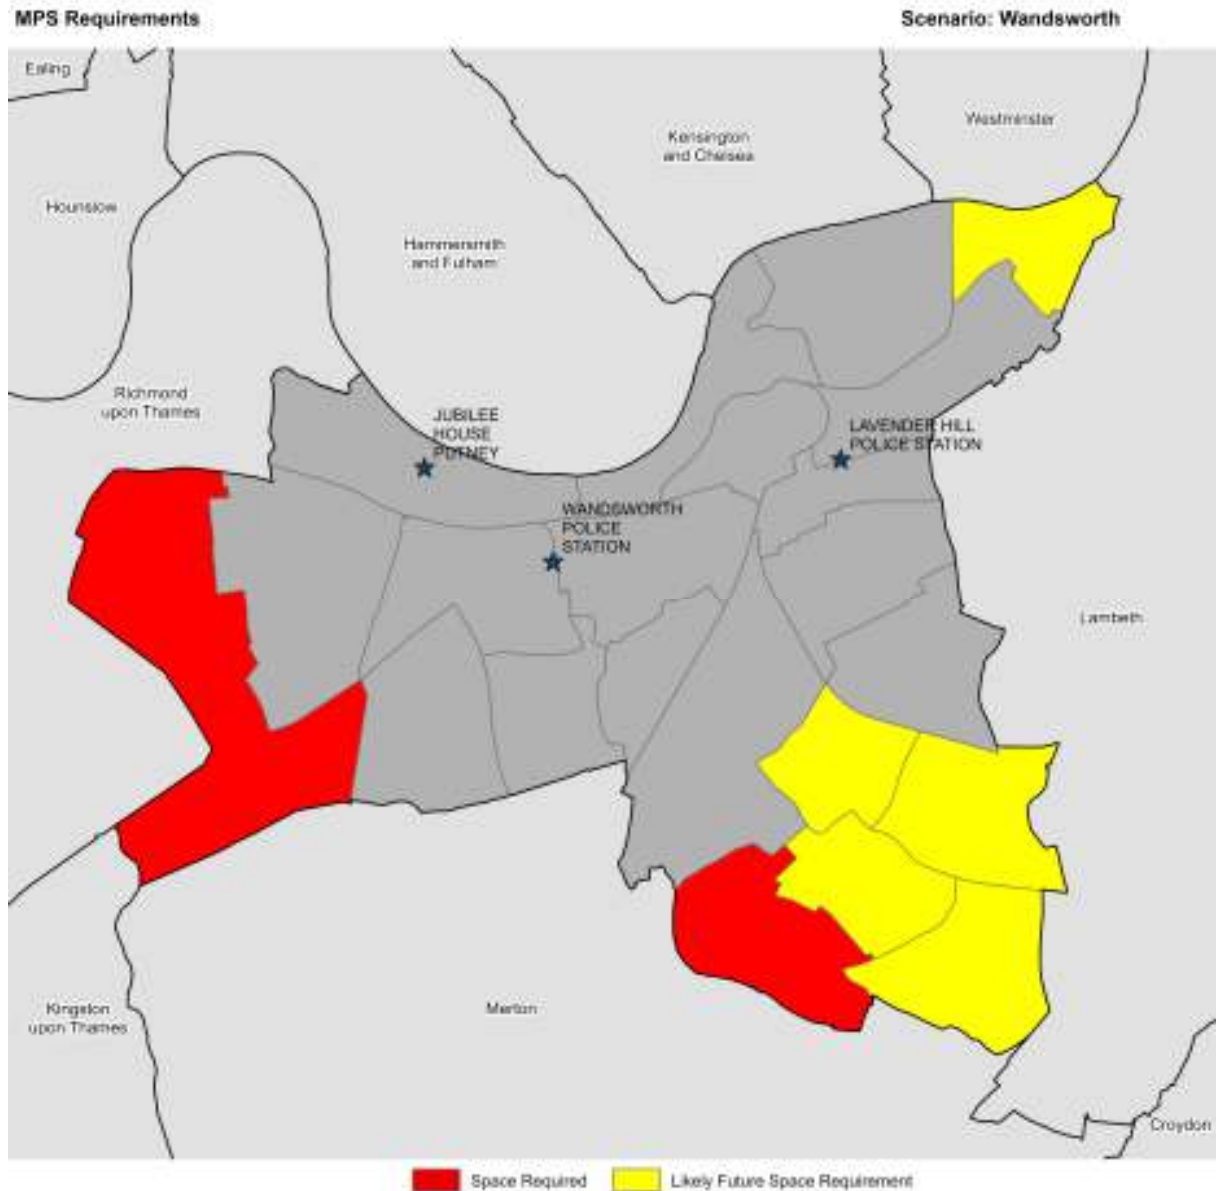 MPS Requirements
Scenario: Wandsworth
Ealing
Westminster
Kensington
and Chelsea
Hounslow
Hammersmith
and Fulham
Richmond
upon Thames
JUBILEE
HOUSE
PUTNEY
LAVENDER HILL
POLICE STATION
WANDSWORTH
POLICE
STATION
Lambeth
Kingston
upon Thames
Merton
Croydon
Space Required
Likely Future Space Requirement